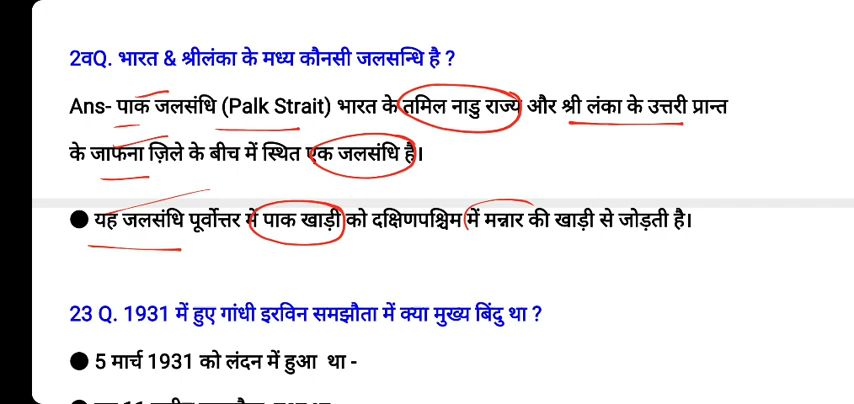 2वQ. भारत & श्रीलंका के मध्य कौनसी जलसन्धि है ?
Ans- पाक जलसंधि (Palk Strait) भारत के तमिल नाडु राज्य और श्री लंका के उत्तरी प्रान्त
के जाफना ज़िले के बीच में स्थित एक जलसंधि है।
● यह जलसंधि पूर्वोत्तर में पाक खाड़ी को दक्षिणपश्चिम में मन्नार की खाड़ी से जोड़ती है।
23 Q. 1931 में हुए गांधी इरविन समझौता में क्या मुख्य बिंदु था ?
● 5 मार्च 1931 को लंदन में हुआ था -